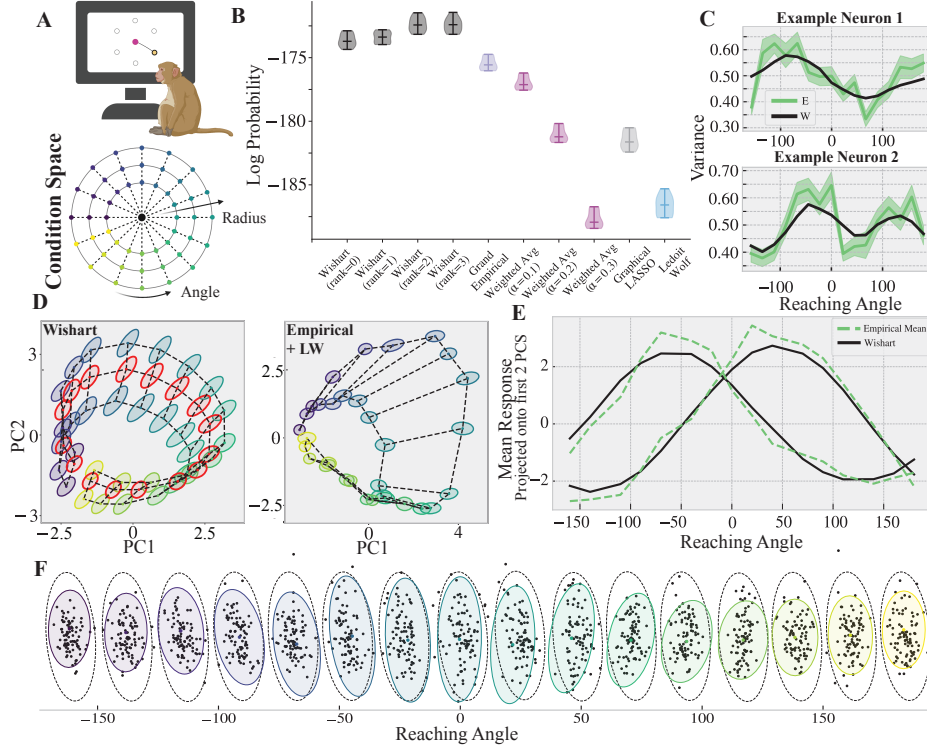 A
Condition Space
Radius
Angle
B
Log Probability
−175
−180
−185
Wishart
(rank=0)
Wishart
(rank=1)
Wishart
(rank=2)
Wishart
(rank=3)
Grand
Empirical
Weighted Avg
(α=0.1)
Weighted Avg
(α=0.2)
Weighted Avg
(α=0.3)
Graphical
LASSO
Ledoit
Wolf
C
Example Neuron 1
Variance
0.60
0.50
0.40
0.30
E
W
−100
0
100
Example Neuron 2
0.70
0.60
0.50
0.40
−100
0
100
Reaching Angle
D
Wishart
PC2
3
0
−3
−2.5
0
2.5
PC1
Empirical
+ LW
2.5
0
−2.5
0
4
PC1
E
Mean Response
Projected onto first 2 PCS
2
0
−2
Empirical Mean
Wishart
−150
−100
−50
0
50
100
150
Reaching Angle
F
−150
−100
−50
0
50
100
150
Reaching Angle